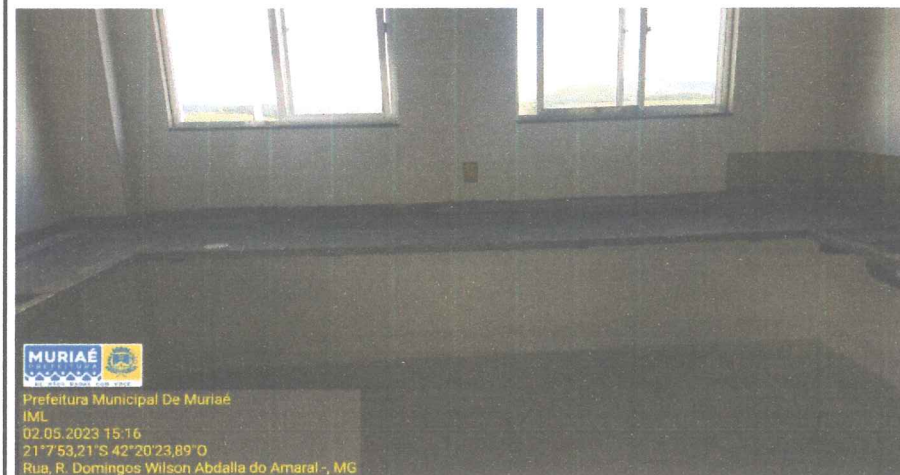 MURIAÉ
PREFEITURA
Prefeitura Municipal De Muriaé
IML
02.05.2023 15:16
21°7'53,21"S 42°20'23,89"O
Rua, R. Domingos Wilson Abdalla do Amaral -, MG